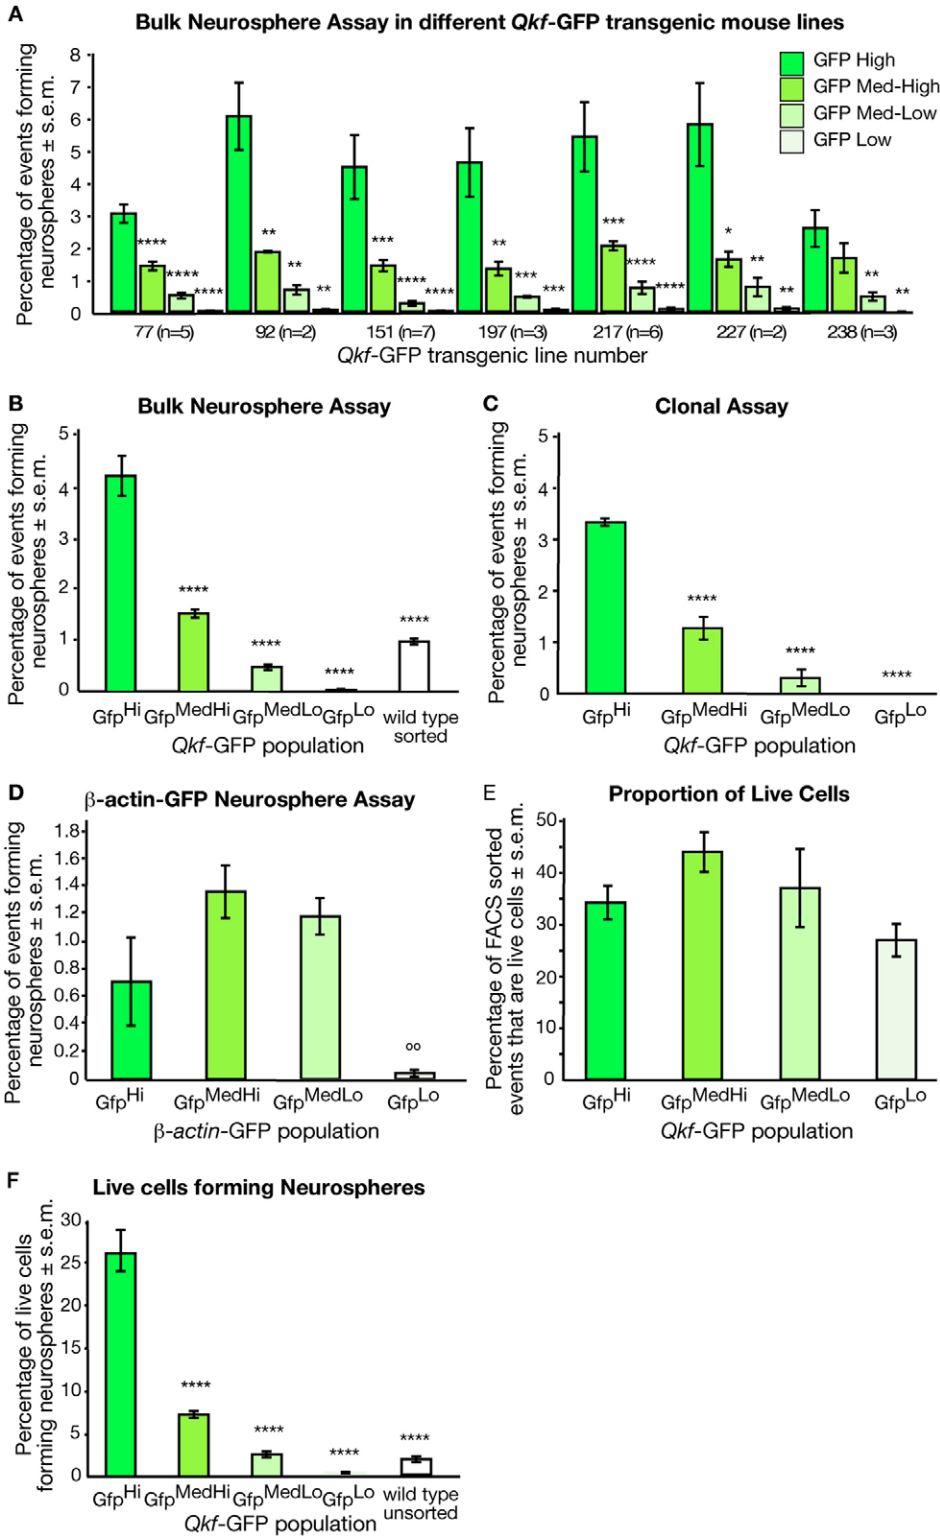 A
Bulk Neurosphere Assay in different Qkf-GFP transgenic mouse lines
Percentage of events forming
neurospheres ± s.e.m.
8
7
6
5
4
3
2
1
0
GFP High
GFP Med-High
GFP Med-Low
GFP Low
**** **** ****
** ** **
*** **** ****
** *** ***
*** **** ****
* ** **
** **
77 (n=5) 92 (n=2) 151 (n=7) 197 (n=3) 217 (n=6) 227 (n=2) 238 (n=3)
Qkf-GFP transgenic line number
B
Bulk Neurosphere Assay
Percentage of events forming
neurospheres ± s.e.m.
5
4
3
2
1
0
**** **** **** ****
GfpHi GfpMedHi GfpMedLo GfpLo wild type
sorted
Qkf-GFP population
C
Clonal Assay
Percentage of events forming
neurospheres ± s.e.m.
5
4
3
2
1
0
**** **** ****
GfpHi GfpMedHi GfpMedLo GfpLo
Qkf-GFP population
D
β-actin-GFP Neurosphere Assay
Percentage of events forming
neurospheres ± s.e.m.
1.8
1.6
1.4
1.2
1.0
0.8
0.6
0.4
0.2
0
oo
GfpHi GfpMedHi GfpMedLo GfpLo
β-actin-GFP population
E
Proportion of Live Cells
Percentage of FACS sorted
events that are live cells ± s.e.m.
50
40
30
20
10
0
GfpHi GfpMedHi GfpMedLo GfpLo
Qkf-GFP population
F
Live cells forming Neurospheres
Percentage of live cells
forming neurospheres ± s.e.m.
30
25
20
15
10
5
0
**** **** **** ****
GfpHi GfpMedHi GfpMedLo GfpLo wild type
unsorted
Qkf-GFP population